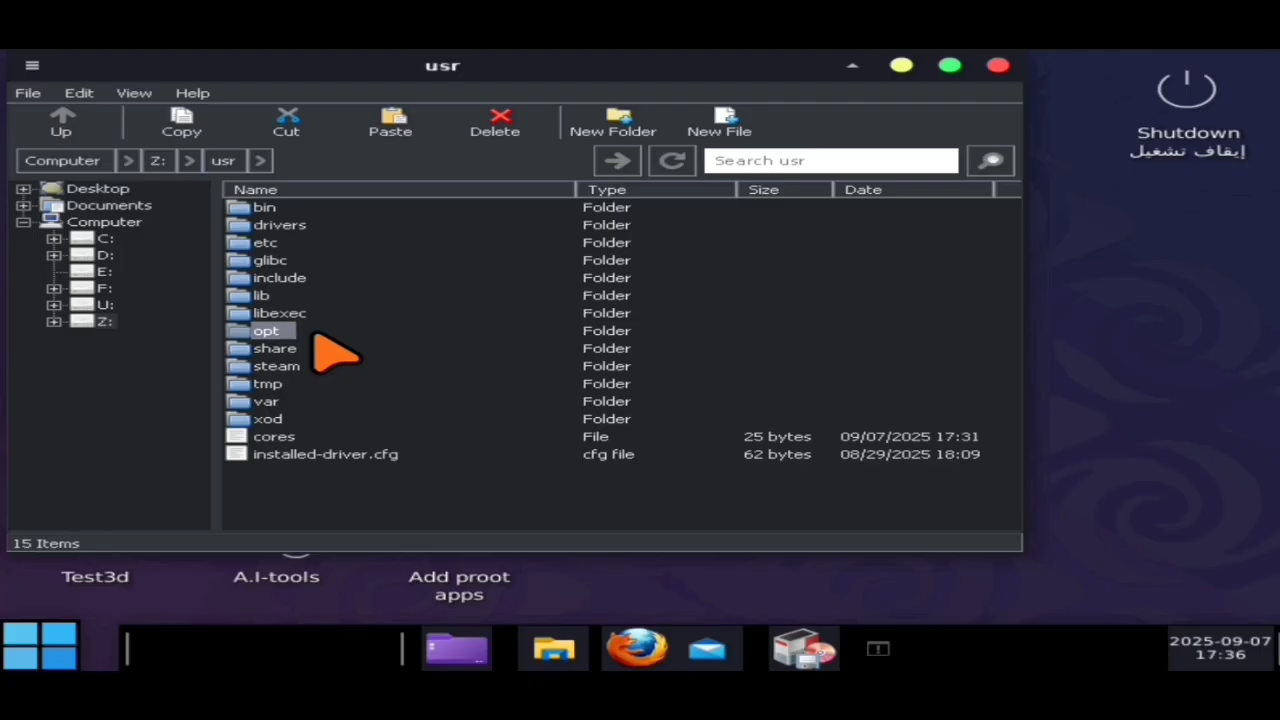 usr
File Edit View Help
Up Copy Cut Paste Delete New Folder New File
Computer > Z: > usr >
Search usr
Desktop
Documents
Computer
C:
D:
E:
F:
U:
Z:
Name Type Size Date
bin Folder
drivers Folder
etc Folder
glibc Folder
include Folder
lib Folder
libexec Folder
opt Folder
share Folder
steam Folder
tmp Folder
var Folder
xod Folder
cores File 25 bytes 09/07/2025 17:31
installed-driver.cfg cfg file 62 bytes 08/29/2025 18:09
15 Items
Shutdown
إيقاف تشغيل
Test3d
A.I-tools
Add proot
apps
2025-09-07
17:36